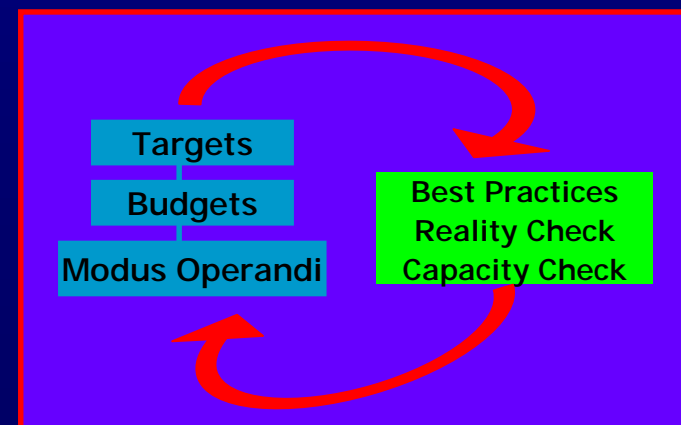 Targets
Budgets
Modus Operandi
Best Practices
Reality Check
Capacity Check